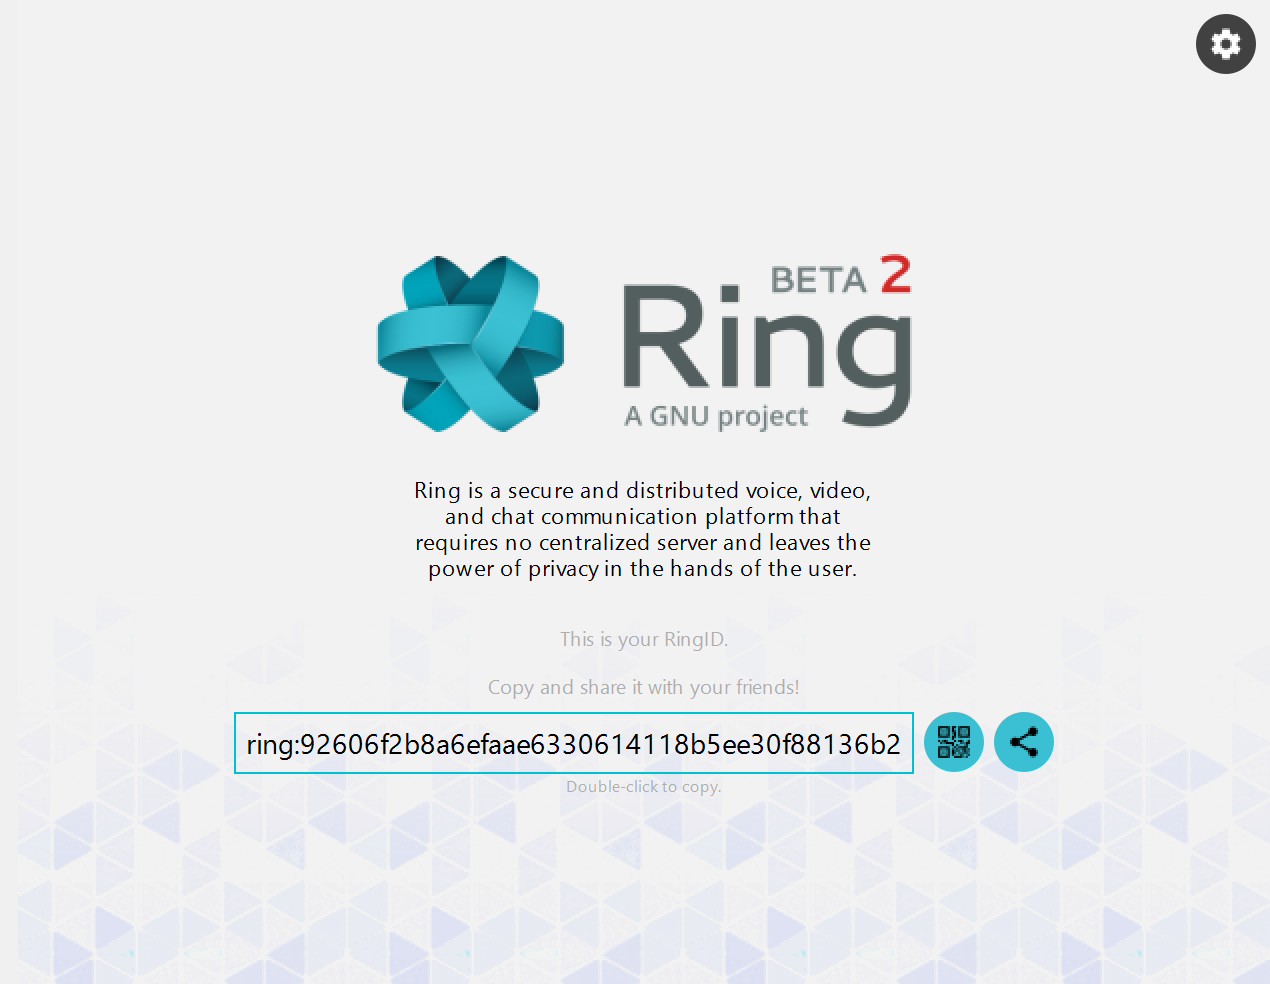 BETA 2
Ring
A GNU project
Ring is a secure and distributed voice, video,
and chat communication platform that
requires no centralized server and leaves the
power of privacy in the hands of the user.
This is your RingID.
Copy and share it with your friends!
ring:92606f2b8a6efaae6330614118b5ee30f88136b2
Double-click to copy.